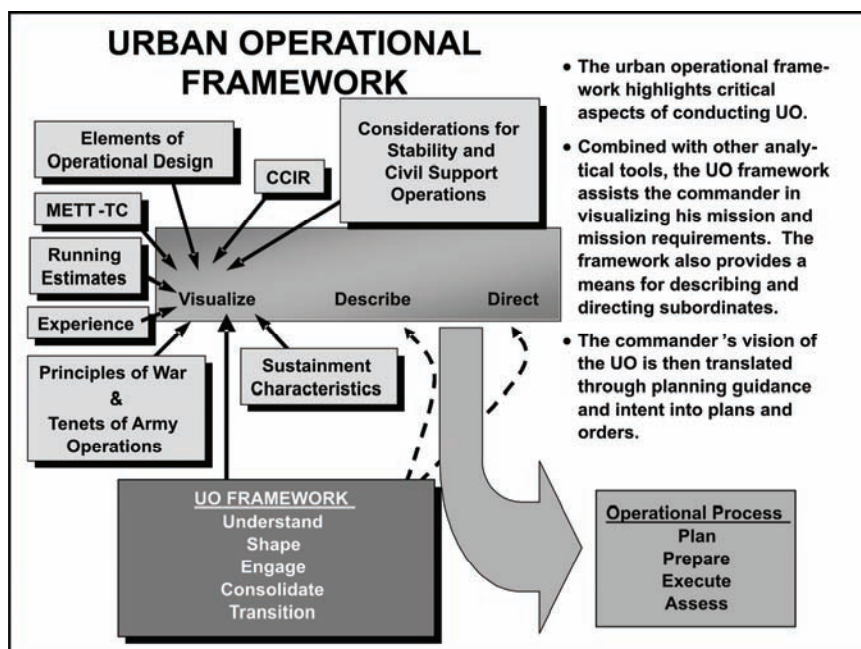 URBAN OPERATIONAL
FRAMEWORK
Elements of
Operational Design
CCIR
Considerations for
Stability and
Civil Support
Operations
METT -TC
Running
Estimates
Experience
Visualize
Describe
Direct
Principles of War
&
Tenets of Army
Operations
Sustainment
Characteristics
UO FRAMEWORK
Understand
Shape
Engage
Consolidate
Transition
• The urban operational frame-
work highlights critical
aspects of conducting UO.
• Combined with other analy-
tical tools, the UO framework
assists the commander in
visualizing his mission and
mission requirements. The
framework also provides a
means for describing and
directing subordinates.
• The commander 's vision of
the UO is then translated
through planning guidance
and intent into plans and
orders.
Operational Process
Plan
Prepare
Execute
Assess